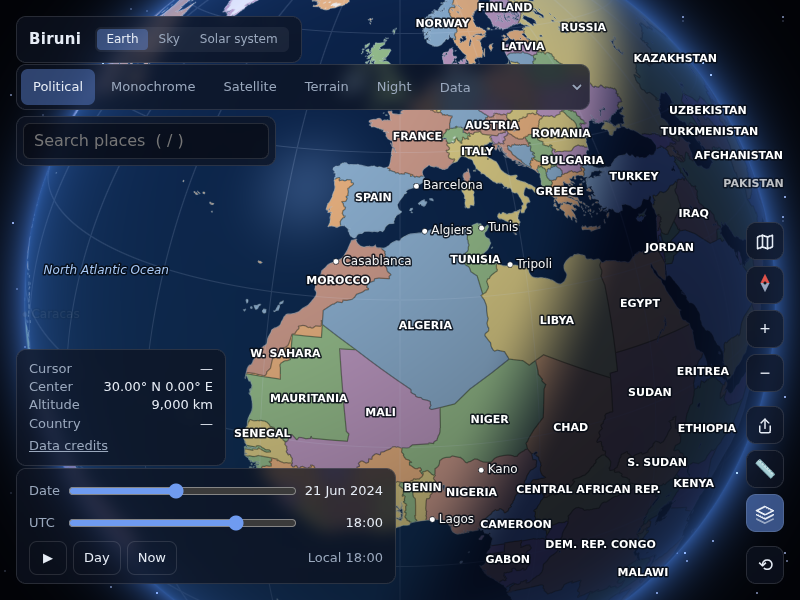 Biruni
Earth
Sky
Solar system
Political
Monochrome
Satellite
Terrain
Night
Data
Search places ( / )
FINLAND
NORWAY
RUSSIA
LATVIA
KAZAKHSTAN
UZBEKISTAN
AUSTRIA
FRANCE
ROMANIA
TURKMENISTAN
ITALY
BULGARIA
AFGHANISTAN
TURKEY
PAKISTAN
Barcelona
SPAIN
GREECE
IRAQ
Algiers
Tunis
JORDAN
Casablanca
TUNISIA
Tripoli
North Atlantic Ocean
MOROCCO
EGYPT
Caracas
ALGERIA
LIBYA
W. SAHARA
ERITREA
MAURITANIA
MALI
NIGER
SUDAN
CHAD
ETHIOPIA
SENEGAL
S. SUDAN
Kano
KENYA
BENIN
NIGERIA
CENTRAL AFRICAN REP.
Lagos
CAMEROON
DEM. REP. CONGO
GABON
MALAWI
Cursor —
Center 30.00° N 0.00° E
Altitude 9,000 km
Country —
Data credits
Date 21 Jun 2024
UTC 18:00
Day
Now
Local 18:00